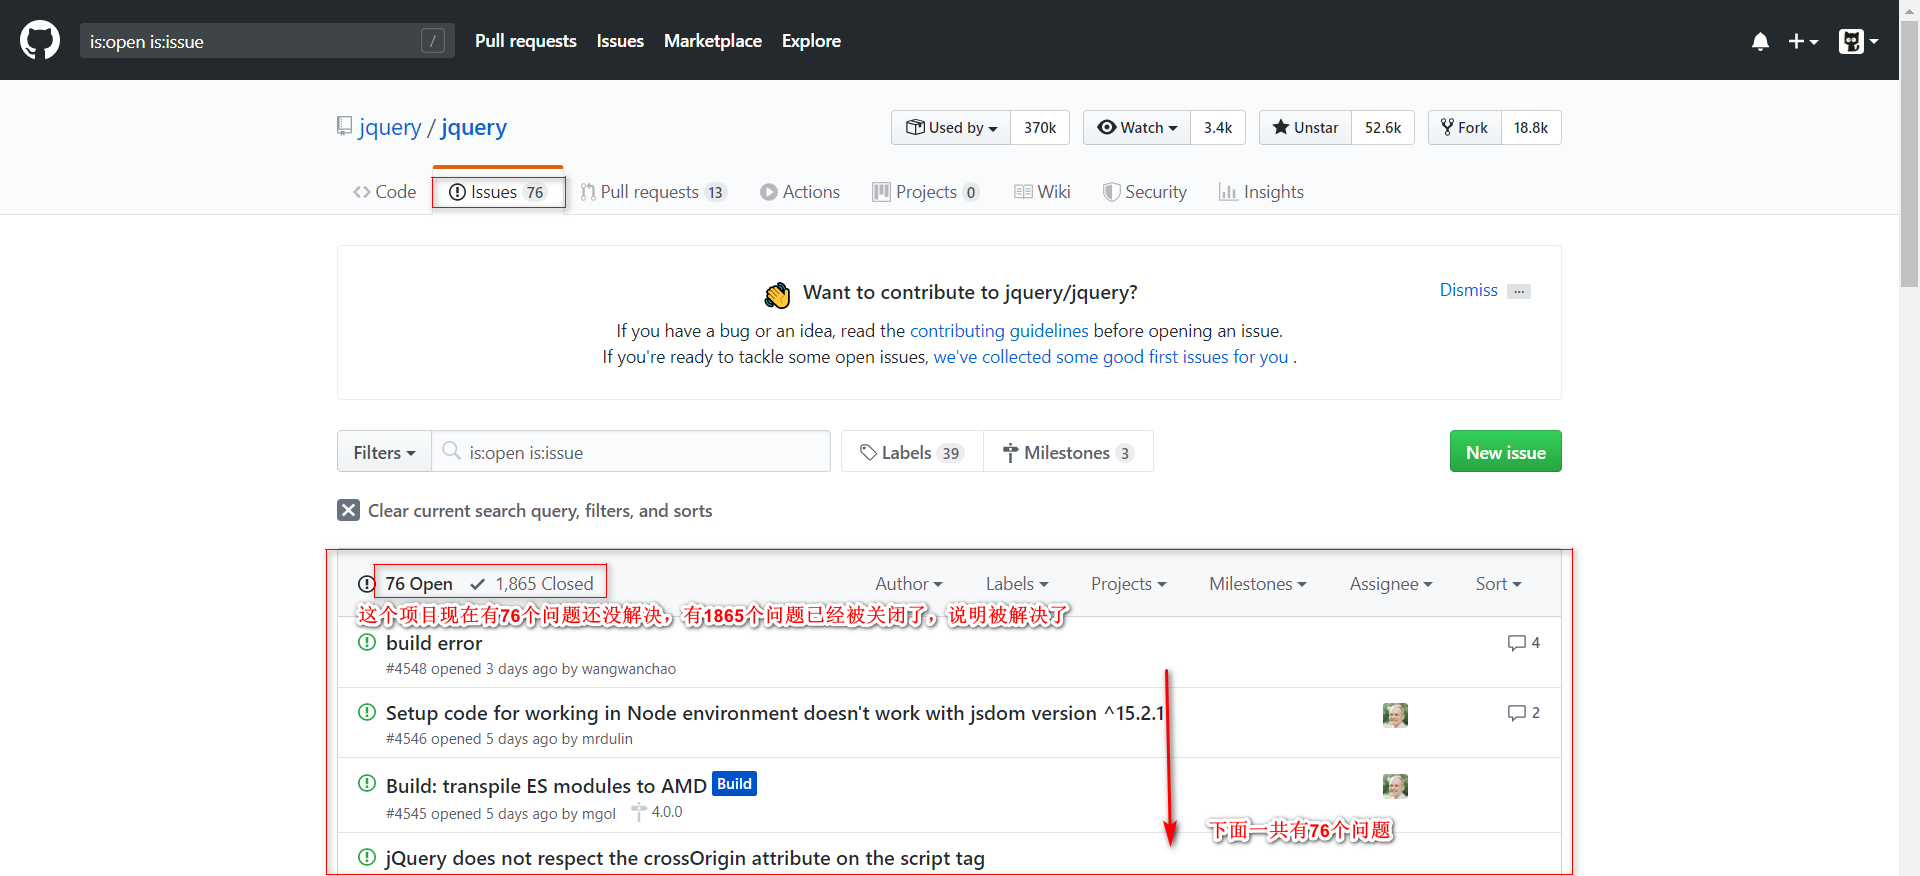 is:open is:issue / Pull requests Issues Marketplace Explore
jquery / jquery Used by 370k Watch 3.4k Unstar 52.6k Fork 18.8k
Code Issues 76 Pull requests 13 Actions Projects 0 Wiki Security Insights
Want to contribute to jquery/jquery? Dismiss ...
If you have a bug or an idea, read the contributing guidelines before opening an issue.
If you're ready to tackle some open issues, we've collected some good first issues for you .
Filters is:open is:issue Labels 39 Milestones 3 New issue
Clear current search query, filters, and sorts
76 Open 1,865 Closed Author Labels Projects Milestones Assignee Sort
这个项目现在有76个问题还没解决，有1865个问题已经被关闭了，说明被解决了
build error 4
#4548 opened 3 days ago by wangwanchao
Setup code for working in Node environment doesn't work with jsdom version ^15.2.1 2
#4546 opened 5 days ago by mrdulin
Build: transpile ES modules to AMD Build
#4545 opened 5 days ago by mgol 4.0.0
下面一共有76个问题
jQuery does not respect the crossOrigin attribute on the script tag